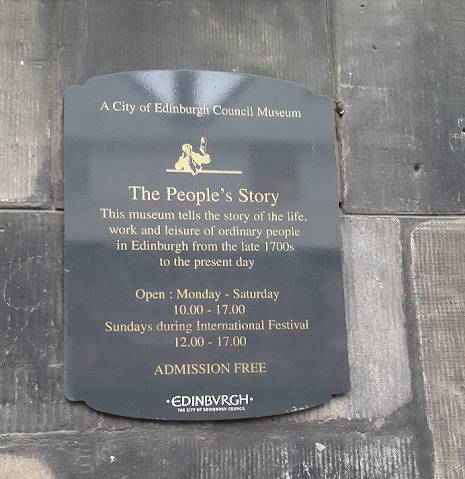 A City of Edinburgh Council Museum
The People's Story
This museum tells the story of the life,
work and leisure of ordinary people
in Edinburgh from the late 1700s
to the present day
Open : Monday - Saturday
10.00 - 17.00
Sundays during International Festival
12.00 - 17.00
ADMISSION FREE
·EDINBVRGH·
THE CITY OF EDINBURGH COUNCIL